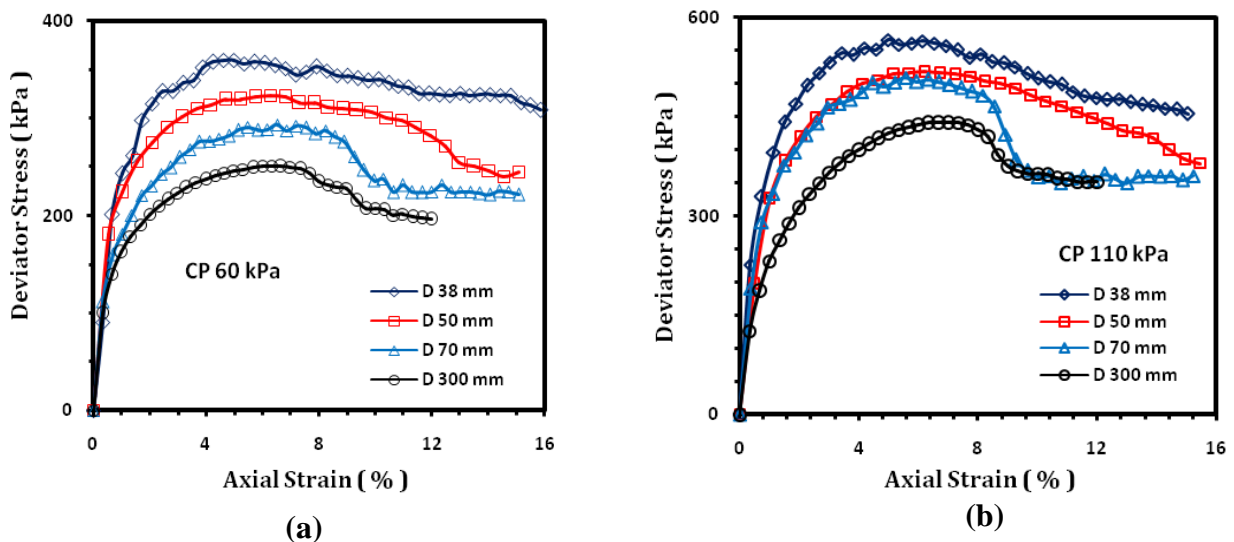 400
200
0
Deviator Stress ( kPa)
CP 60 kPa
D 38 mm
D 50 mm
D 70 mm
D 300 mm
0
4
8
12
16
Axial Strain ( % )
(a)
600
300
0
Deviator Stress ( kPa)
CP 110 kPa
D 38 mm
D 50 mm
D 70 mm
D 300 mm
0
4
8
12
16
Axial Strain ( % )
(b)